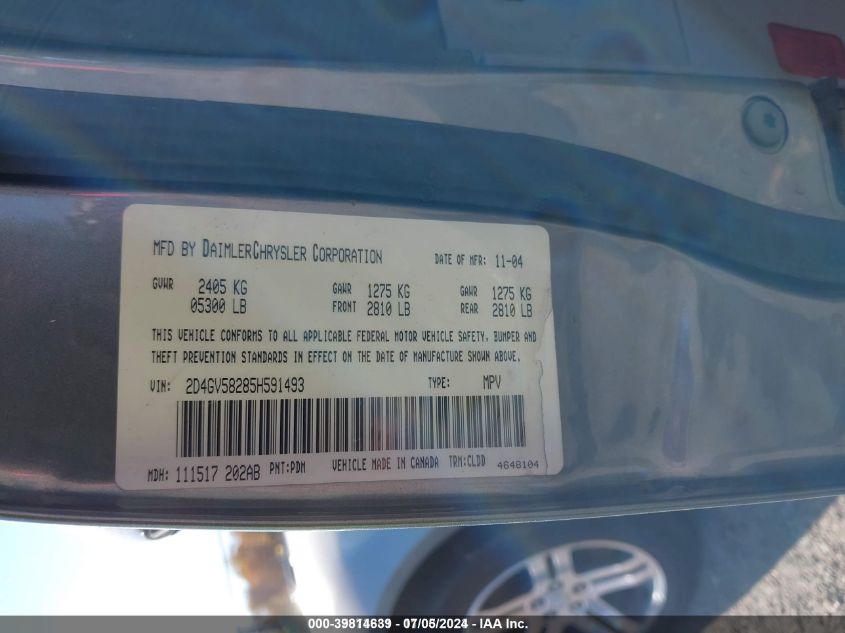 MFD BY DAIMLERCHRYSLER CORPORATION DATE OF MFR: 11-04
GVWR 2405 KG GAWR 1275 KG GAWR 1275 KG
05300 LB FRONT 2810 LB REAR 2810 LB
THIS VEHICLE CONFORMS TO ALL APPLICABLE FEDERAL MOTOR VEHICLE SAFETY, BUMPER AND
THEFT PREVENTION STANDARDS IN EFFECT ON THE DATE OF MANUFACTURE SHOWN ABOVE.
VIN: 2D4GV58285H591493 TYPE: MPV
MDH: 111517 202AB PNT:PDM VEHICLE MADE IN CANADA TRM:CLDD 4648104
000-39814639 - 07/05/2024 - IAA Inc.